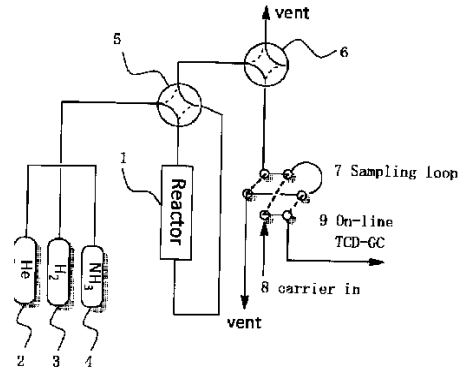 vent
5
6
1
Reactor
7 Sampling loop
9 On-line
TCD-GC
He
H2
NH3
8 carrier in
vent
2
3
4